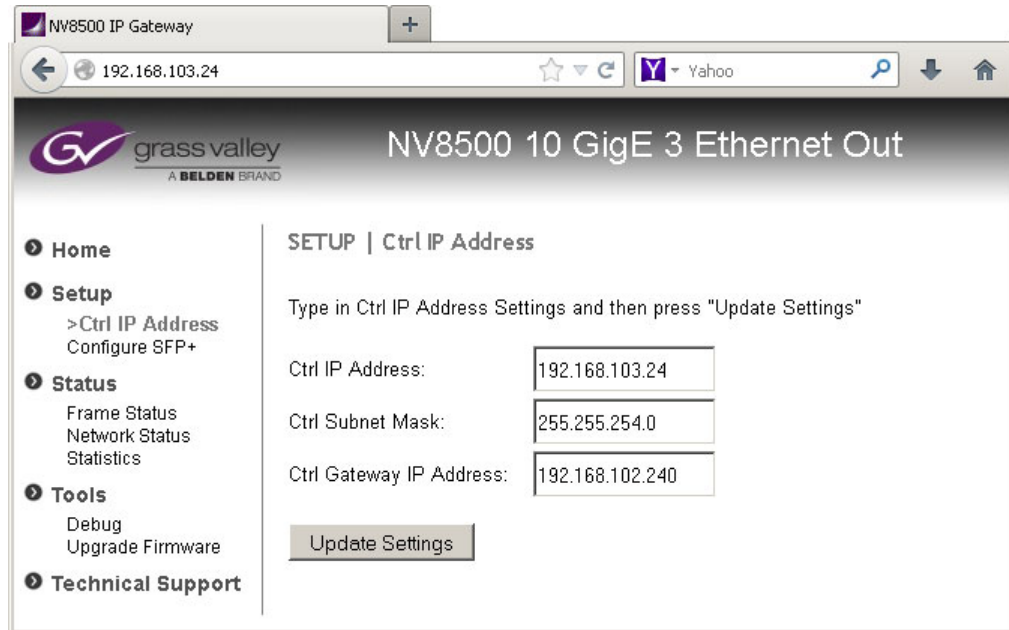 NV8500 IP Gateway
192.168.103.24
Yahoo
grass valley
A BELDEN BRAND
NV8500 10 GigE 3 Ethernet Out
Home
Setup
>Ctrl IP Address
Configure SFP+
Status
Frame Status
Network Status
Statistics
Tools
Debug
Upgrade Firmware
Technical Support
SETUP | Ctrl IP Address
Type in Ctrl IP Address Settings and then press "Update Settings"
Ctrl IP Address: 192.168.103.24
Ctrl Subnet Mask: 255.255.254.0
Ctrl Gateway IP Address: 192.168.102.240
Update Settings